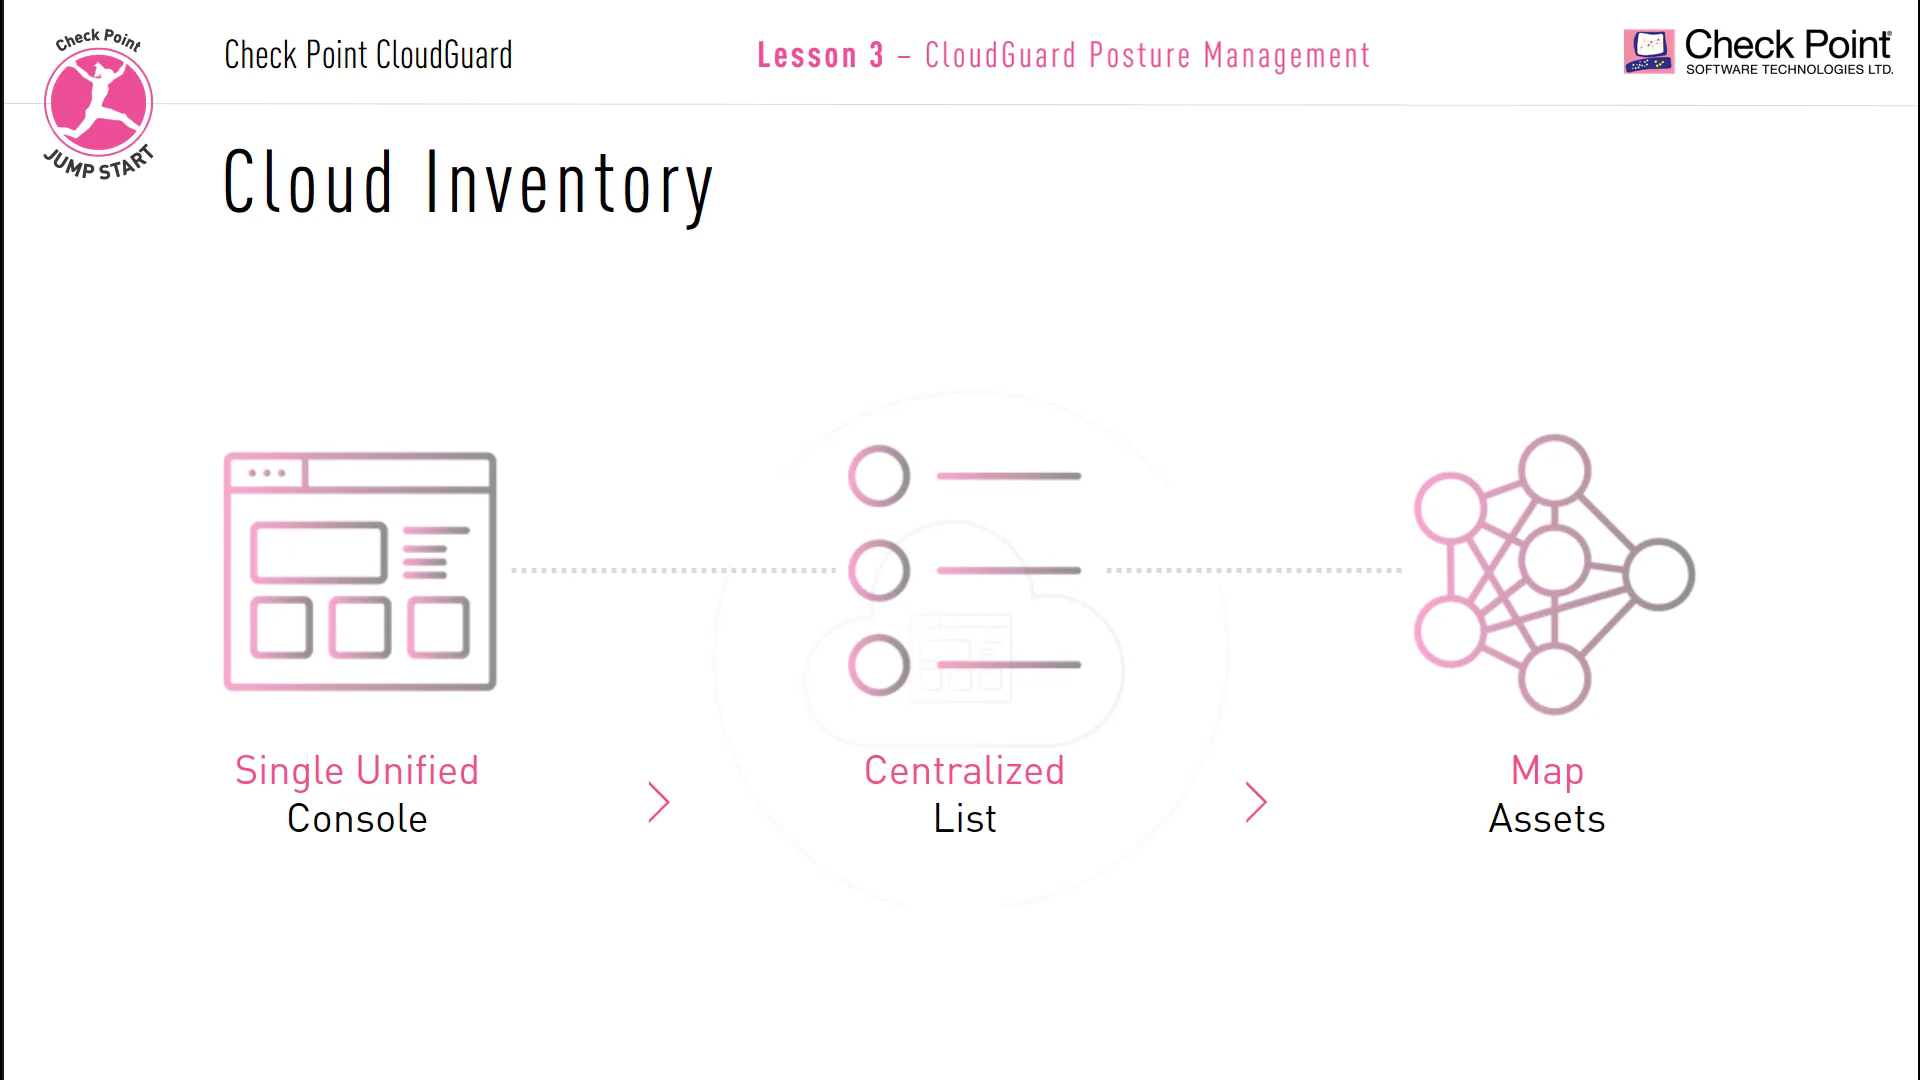 Check Point
JUMP START
Check Point CloudGuard
Lesson 3 – CloudGuard Posture Management
Check Point
SOFTWARE TECHNOLOGIES LTD.
Cloud Inventory
Single Unified
Console
Centralized
List
Map
Assets